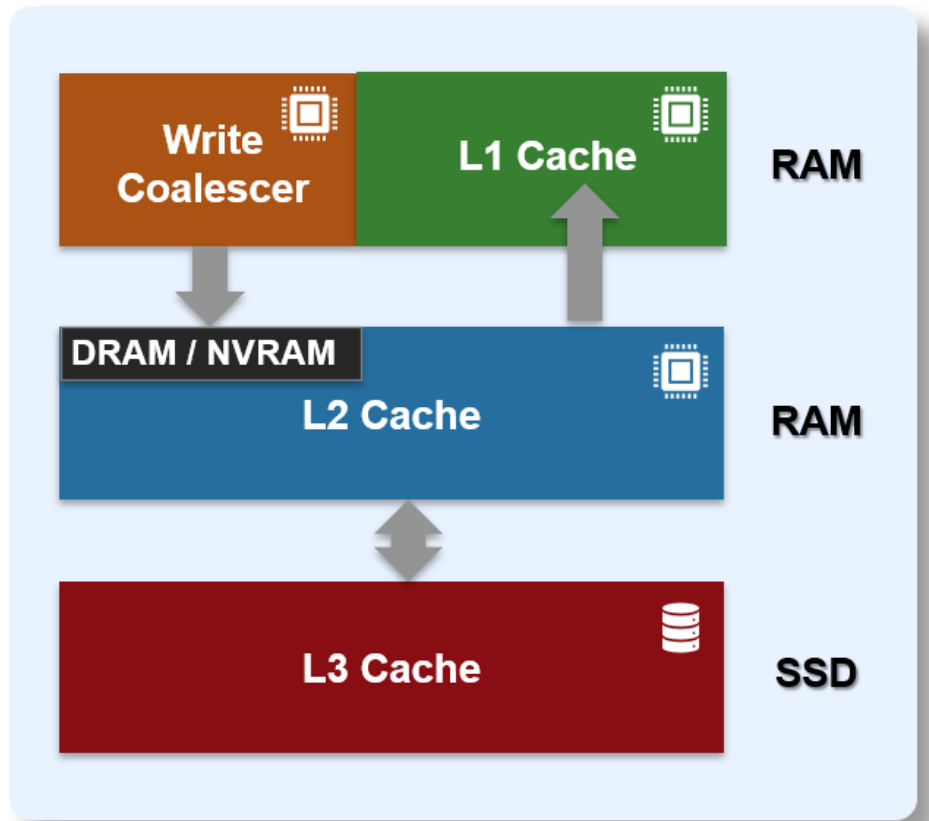 Write
Coalescer
L1 Cache
RAM
DRAM / NVRAM
L2 Cache
RAM
L3 Cache
SSD